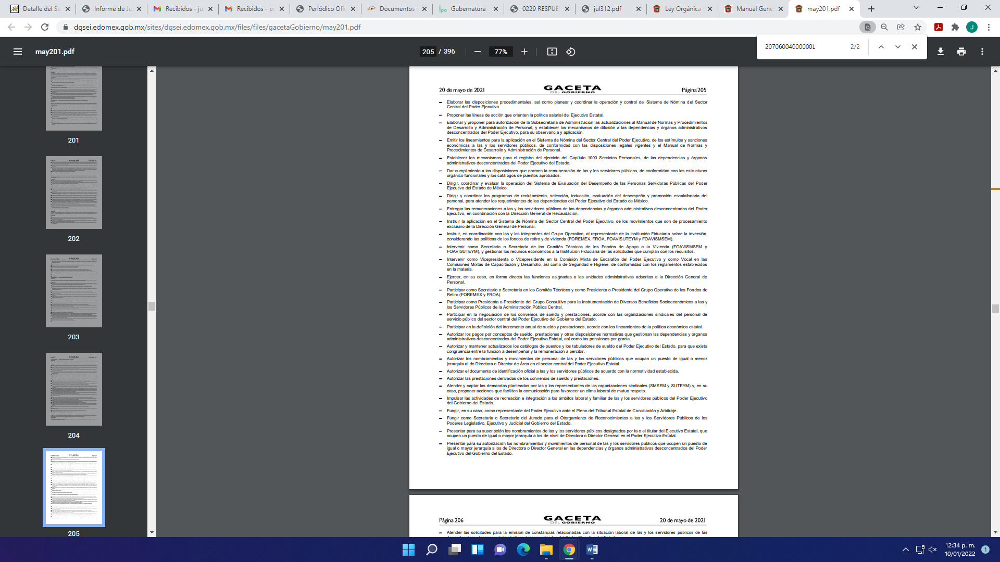 Detalle del Se
Informe de Ju
Recibidos - ju
Recibidos - po
Periódico Ofic
Documentos
Gubernatura
0229 RESPUE
jul312.pdf
Ley Orgánica
Manual Gene
may201.pdf
dgsei.edomex.gob.mx/sites/dgsei.edomex.gob.mx/files/files/gacetaGobierno/may201.pdf
J
may201.pdf
205 / 396
77%
20706004000000L
2/2
201
202
203
204
205
20 de mayo de 2021
GACETA
DEL GOBIERNO
Página 205
– Elaborar las disposiciones procedimentales, así como planear y coordinar la operación y control del Sistema de Nómina del Sector
Central del Poder Ejecutivo.
– Proponer las líneas de acción que orienten la política salarial del Ejecutivo Estatal.
– Elaborar y proponer para autorización de la Subsecretaría de Administración las actualizaciones al Manual de Normas y Procedimientos
de Desarrollo y Administración de Personal, y establecer los mecanismos de difusión a las dependencias y órganos administrativos
desconcentrados del Poder Ejecutivo, para su observancia y aplicación.
– Emitir los lineamientos para la aplicación en el Sistema de Nómina del Sector Central del Poder Ejecutivo, de los estímulos y sanciones
económicas a las y los servidores públicos, de conformidad con las disposiciones legales vigentes y el Manual de Normas y
Procedimientos de Desarrollo y Administración de Personal.
– Establecer los mecanismos para el registro del ejercicio del Capítulo 1000 Servicios Personales, de las dependencias y órganos
administrativos desconcentrados del Poder Ejecutivo del Estado.
– Dar cumplimiento a las disposiciones que normen la remuneración de las y los servidores públicos, de conformidad con las estructuras
orgánico funcionales y los catálogos de puestos aprobados.
– Dirigir, coordinar y evaluar la operación del Sistema de Evaluación del Desempeño de las Personas Servidoras Públicas del Poder
Ejecutivo del Estado de México.
– Dirigir y coordinar los programas de reclutamiento, selección, inducción, evaluación del desempeño y promoción escalafonaria del
personal, para atender los requerimientos de las dependencias del Poder Ejecutivo del Estado de México.
– Entregar las remuneraciones a las y los servidores públicos de las dependencias y órganos administrativos desconcentrados del Poder
Ejecutivo, en coordinación con la Dirección General de Recaudación.
– Instruir la aplicación en el Sistema de Nómina del Sector Central del Poder Ejecutivo, de los movimientos que son de procesamiento
exclusivo de la Dirección General de Personal.
– Instruir, en coordinación con las y los integrantes del Grupo Operativo, al representante de la Institución Fiduciaria sobre la inversión,
considerando las políticas de los fondos de retiro y de vivienda (FOREMEX, FROA, FOAVISUTEYM y FOAVISMSEM).
– Intervenir como Secretario o Secretaria de los Comités Técnicos de los Fondos de Apoyo a la Vivienda (FOAVISMSEM y
FOAVISUTEYM), y gestionar los recursos económicos a la Institución Fiduciaria de las solicitudes que cumplan con los requisitos.
– Intervenir como Vicepresidenta o Vicepresidente en la Comisión Mixta de Escalafón del Poder Ejecutivo y como Vocal en las
Comisiones Mixtas de Capacitación y Desarrollo, así como de Seguridad e Higiene, de conformidad con los reglamentos establecidos
en la materia.
– Ejercer, en su caso, en forma directa las funciones asignadas a las unidades administrativas adscritas a la Dirección General de
Personal.
– Participar como Secretario o Secretaria en los Comités Técnicos y como Presidenta o Presidente del Grupo Operativo de los Fondos de
Retiro (FOREMEX y FROA).
– Participar como Presidenta o Presidente del Grupo Consultivo para la Instrumentación de Diversos Beneficios Socioeconómicos a las y
los Servidores Públicos de la Administración Pública Central.
– Participar en la negociación de los convenios de sueldo y prestaciones, acorde con las organizaciones sindicales del personal de
servicio público del sector central del Poder Ejecutivo del Gobierno del Estado.
– Participar en la definición del incremento anual de sueldo y prestaciones, acorde con los lineamientos de la política económica estatal.
– Autorizar los pagos por conceptos de sueldo, prestaciones y otras disposiciones normativas que gestionan las dependencias y órganos
administrativos desconcentrados del Poder Ejecutivo Estatal, así como las pensiones por gracia.
– Autorizar y mantener actualizados los catálogos de puestos y los tabuladores de sueldo del Poder Ejecutivo del Estado, para que exista
congruencia entre la función a desempeñar y la remuneración a percibir.
– Autorizar los nombramientos y movimientos de personal de las y los servidores públicos que ocupan un puesto de igual o menor
jerarquía al de Directora o Director de Área en el sector central del Poder Ejecutivo Estatal.
– Autorizar el documento de identificación oficial a las y los servidores públicos de acuerdo con la normatividad establecida.
– Autorizar las prestaciones derivadas de los convenios de sueldo y prestaciones.
– Atender y captar las demandas planteadas por las y los representantes de las organizaciones sindicales (SMSEM y SUTEYM) y, en su
caso, proponer acciones que faciliten la comunicación para favorecer un clima laboral de mutuo respeto.
– Impulsar las actividades de recreación e integración a los ámbitos laboral y familiar de las y los servidores públicos del Poder Ejecutivo
del Gobierno del Estado.
– Fungir, en su caso, como representante del Poder Ejecutivo ante el Pleno del Tribunal Estatal de Conciliación y Arbitraje.
– Fungir como Secretaria o Secretario del Jurado para el Otorgamiento de Reconocimientos a las y los Servidores Públicos de los
Poderes Legislativo, Ejecutivo y Judicial del Gobierno del Estado.
– Presentar para su suscripción los nombramientos de las y los servidores públicos designados por la o el titular del Ejecutivo Estatal, que
ocupen un puesto de igual o mayor jerarquía a los de nivel de Directora o Director General en el Poder Ejecutivo Estatal.
– Presentar para su autorización los nombramientos y movimientos de personal de las y los servidores públicos que ocupen un puesto de
igual o mayor jerarquía a los de Directora o Director General en las dependencias y órganos administrativos desconcentrados del Poder
Ejecutivo del Gobierno del Estado.
Página 206
GACETA
DEL GOBIERNO
20 de mayo de 2021
– Atender las solicitudes para la emisión de constancias relacionadas con la situación laboral de las y los servidores públicos de las
12:34 p. m.
10/01/2022
1